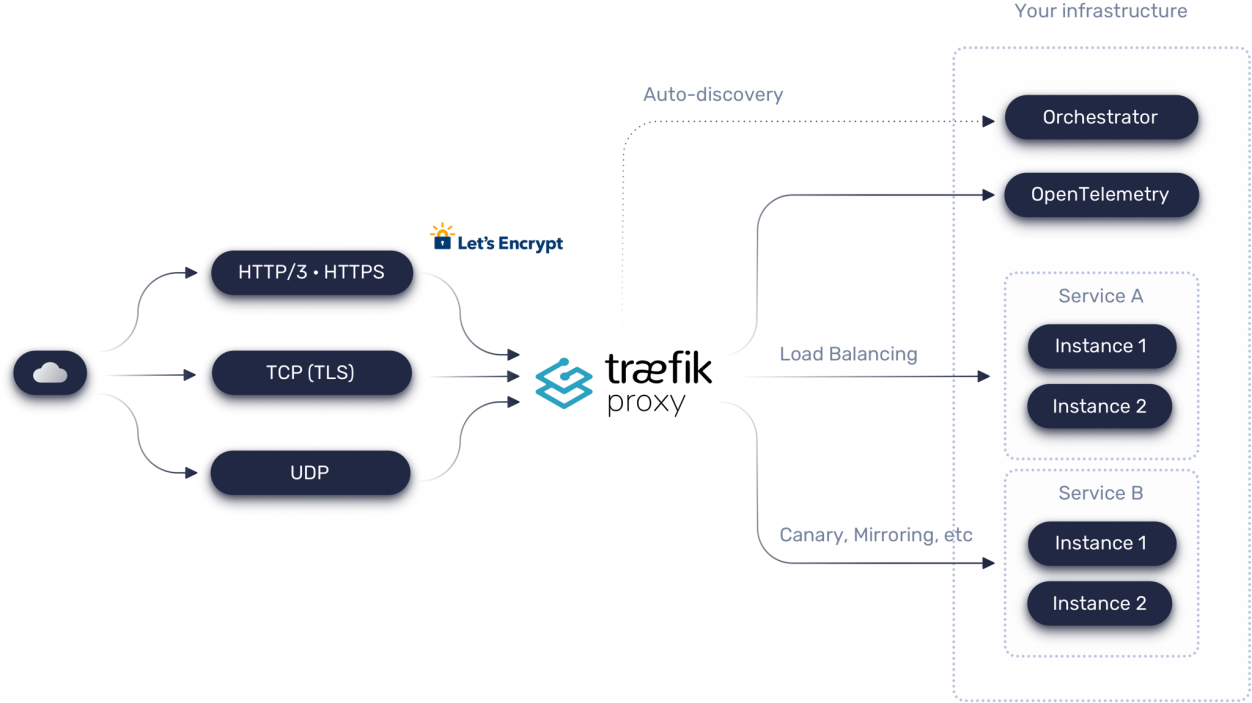 Your infrastructure
Auto-discovery
Orchestrator
OpenTelemetry
Let's Encrypt
HTTP/3 • HTTPS
TCP (TLS)
UDP
træfik
proxy
Load Balancing
Canary, Mirroring, etc
Service A
Instance 1
Instance 2
Service B
Instance 1
Instance 2